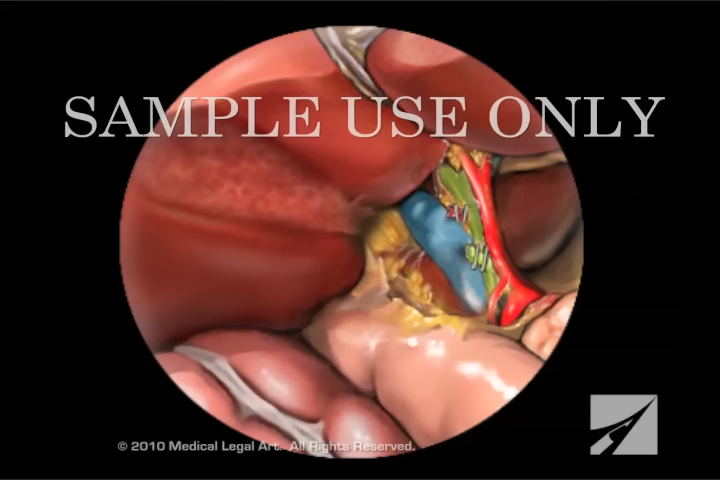 SAMPLE USE ONLY
© 2010 Medical Legal Art. All Rights Reserved.